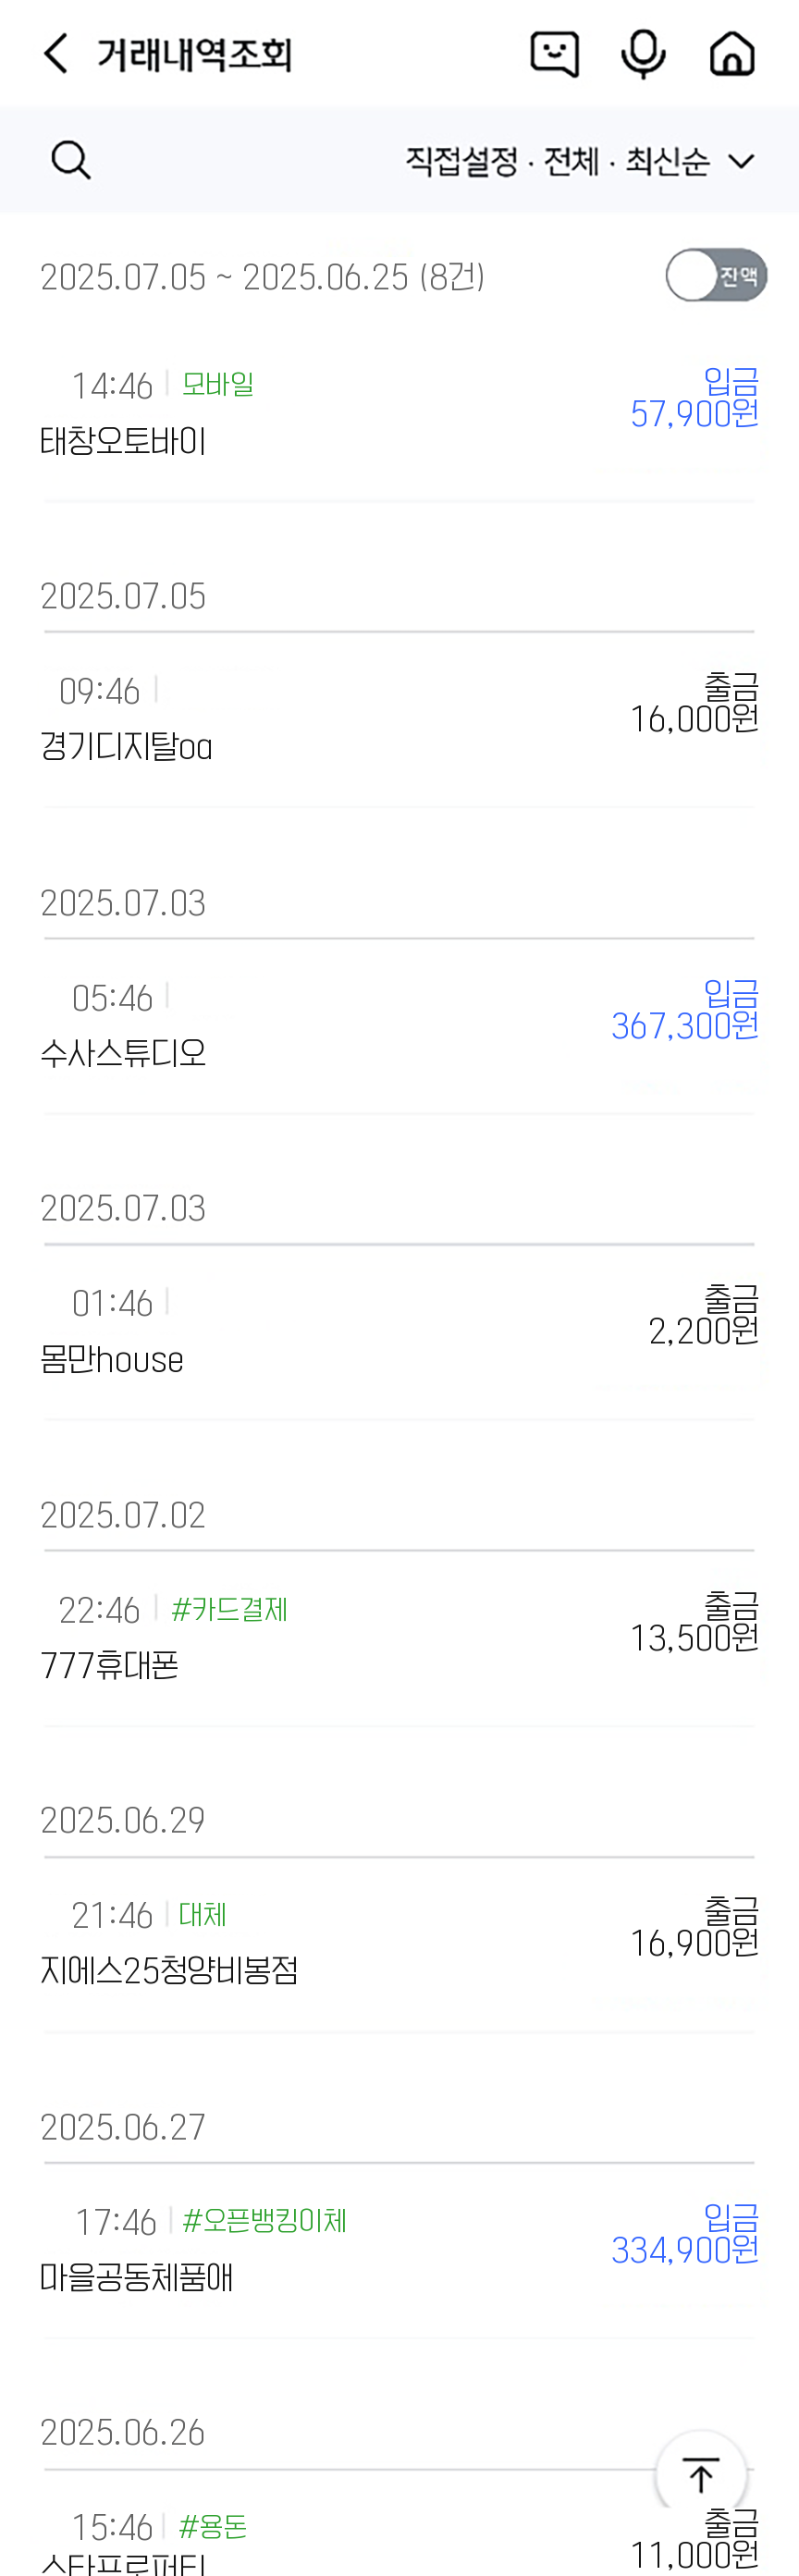 거래내역조회
직접설정 · 전체 · 최신순
2025.07.05 ~ 2025.06.25 (8건)
잔액
14:46 모바일
입금
57,900원
태창오토바이
2025.07.05
09:46
출금
16,000원
경기디지탈oa
2025.07.03
05:46
입금
367,300원
수사스튜디오
2025.07.03
01:46
출금
2,200원
몸만house
2025.07.02
22:46 #카드결제
출금
13,500원
777휴대폰
2025.06.29
21:46 대체
출금
16,900원
지에스25청양비봉점
2025.06.27
17:46 #오픈뱅킹이체
입금
334,900원
마을공동체품애
2025.06.26
15:46 #용돈
출금
11,000원
스타프로퍼티